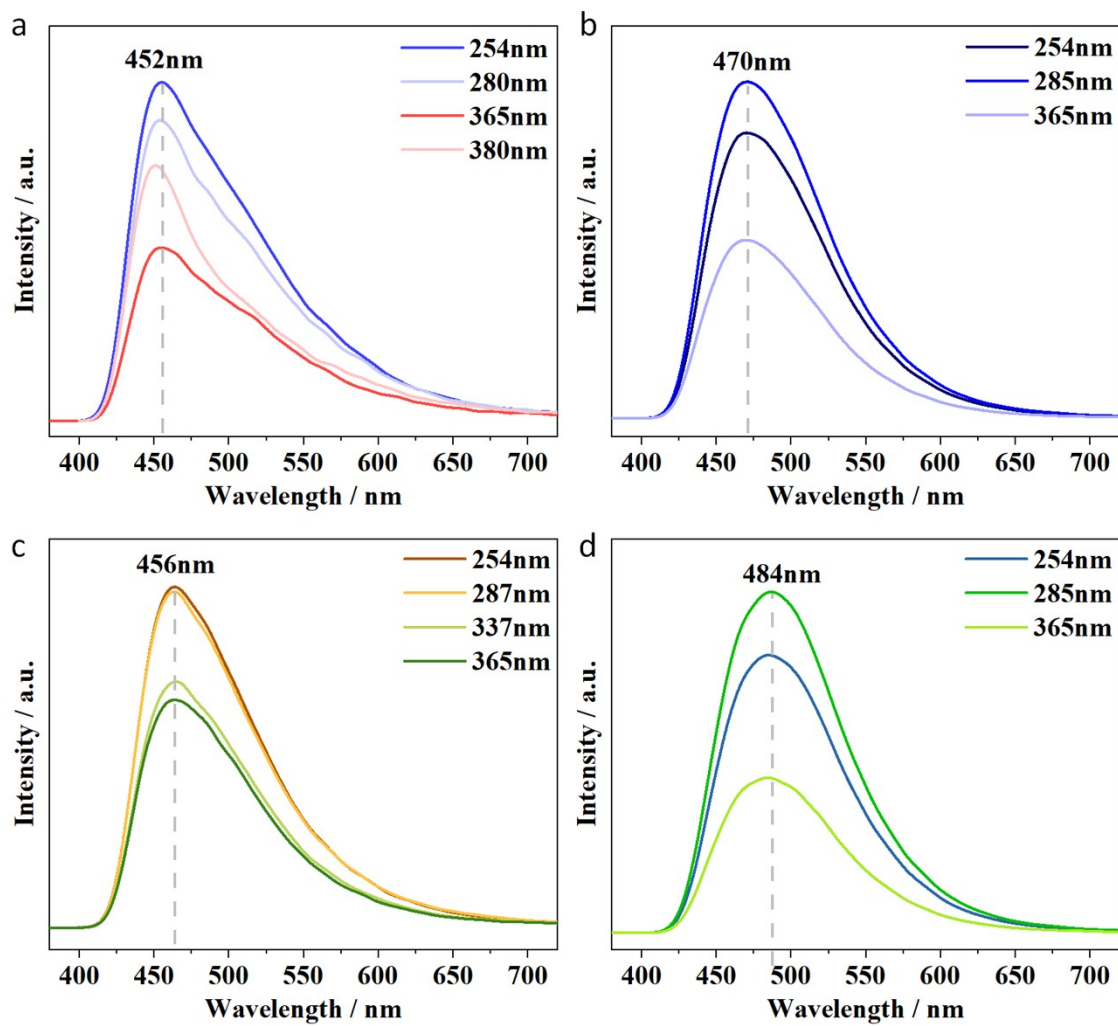 a
452nm
254nm
280nm
365nm
380nm
Intensity / a.u.
400 450 500 550 600 650 700
Wavelength / nm
b
470nm
254nm
285nm
365nm
Intensity / a.u.
400 450 500 550 600 650 700
Wavelength / nm
c
456nm
254nm
287nm
337nm
365nm
Intensity / a.u.
400 450 500 550 600 650 700
Wavelength / nm
d
484nm
254nm
285nm
365nm
Intensity / a.u.
400 450 500 550 600 650 700
Wavelength / nm